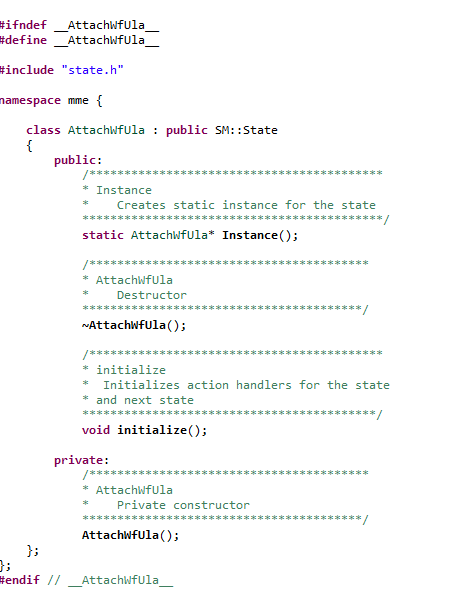 #ifndef __AttachWfUla__
#define __AttachWfUla__
#include "state.h"
namespace mme {
class AttachWfUla : public SM::State
{
public:
/******************************************
* Instance
*    Creates static instance for the state
*******************************************/
static AttachWfUla* Instance();
/****************************************
* AttachWfUla
*    Destructor
****************************************/
~AttachWfUla();
/******************************************
* initialize
*  Initializes action handlers for the state
* and next state
******************************************/
void initialize();
private:
/****************************************
* AttachWfUla
*    Private constructor
****************************************/
AttachWfUla();
};
};
#endif // __AttachWfUla__